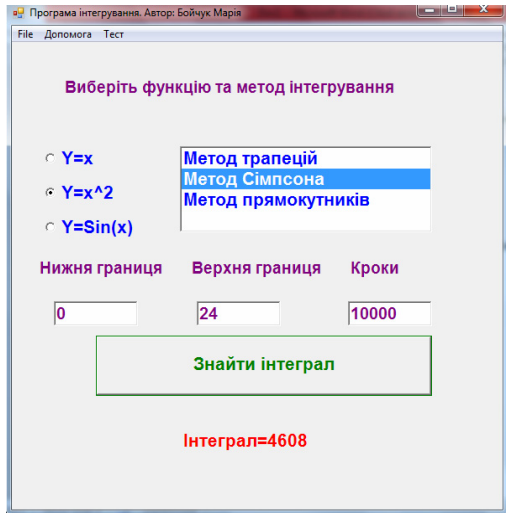 Програма інтегрування. Автор: Бойчук Марія
File Допомога Тест
Виберіть функцію та метод інтегрування
Y=x
Y=x^2
Y=Sin(x)
Метод трапецій
Метод Сімпсона
Метод прямокутників
Нижня границя Верхня границя Кроки
0 24 10000
Знайти інтеграл
Інтеграл=4608